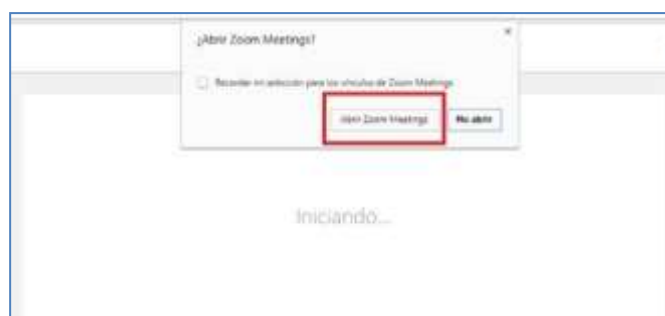 ¿Abrir Zoom Meetings?
×
Recordar mi selección para los vínculos de Zoom Meetings
Abrir Zoom Meetings
No abrir
Iniciando...